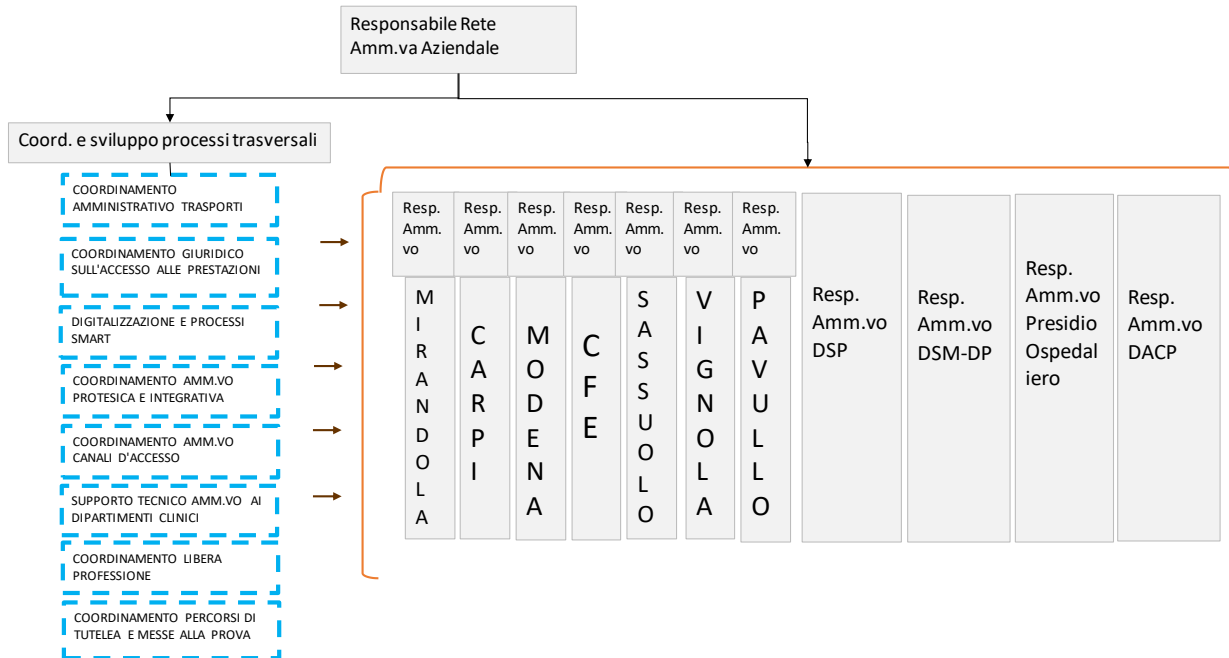 Responsabile Rete
Amm.va Aziendale
Coord. e sviluppo processi trasversali
COORDINAMENTO
AMMINISTRATIVO TRASPORTI
COORDINAMENTO GIURIDICO
SULL'ACCESSO ALLE PRESTAZIONI
DIGITALIZZAZIONE E PROCESSI
SMART
COORDINAMENTO AMM.VO
PROTESICA E INTEGRATIVA
COORDINAMENTO AMM.VO
CANALI D'ACCESSO
SUPPORTO TECNICO AMM.VO AI
DIPARTIMENTI CLINICI
COORDINAMENTO LIBERA
PROFESSIONE
COORDINAMENTO PERCORSI DI
TUTELEA E MESSE ALLA PROVA
Resp.
Amm.
vo
MIRANDOLA
Resp.
Amm.
vo
CARPI
Resp.
Amm.
vo
MODENA
Resp.
Amm.
vo
CFE
Resp.
Amm.
vo
SASSUOLO
Resp.
Amm.
vo
VIGNOLA
Resp.
Amm.
vo
PAVULLO
Resp.
Amm.vo
DSP
Resp.
Amm.vo
DSM-DP
Resp.
Amm.vo
Presidio
Ospedal
iero
Resp.
Amm.vo
DACP